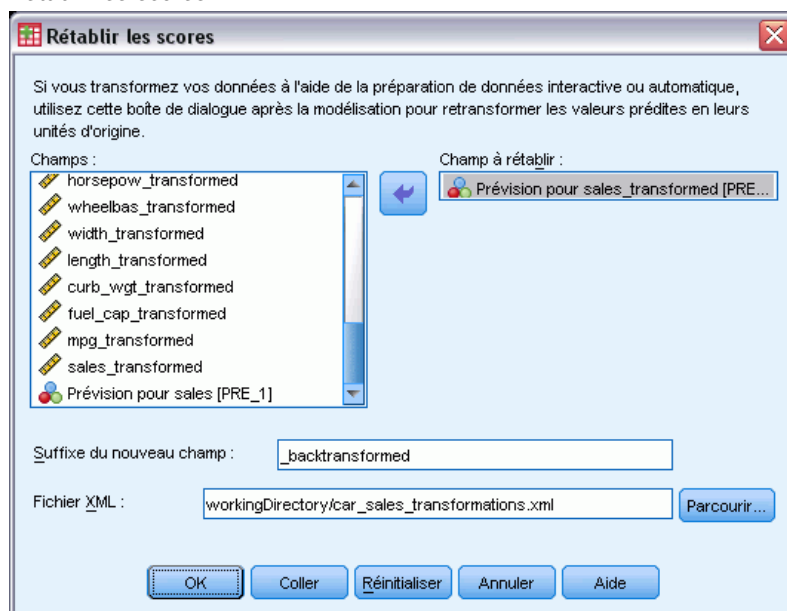 Rétablir les scores
Si vous transformez vos données à l'aide de la préparation de données interactive ou automatique,
utilisez cette boîte de dialogue après la modélisation pour retransformer les valeurs prédites en leurs
unités d'origine.
Champs :
horsepow_transformed
wheelbas_transformed
width_transformed
length_transformed
curb_wgt_transformed
fuel_cap_transformed
mpg_transformed
sales_transformed
Prévision pour sales [PRE_1]
Champ à rétablir :
Prévision pour sales_transformed [PRE...
Suffixe du nouveau champ :
_backtransformed
Fichier XML :
workingDirectory/car_sales_transformations.xml
Parcourir...
OK
Coller
Réinitialiser
Annuler
Aide